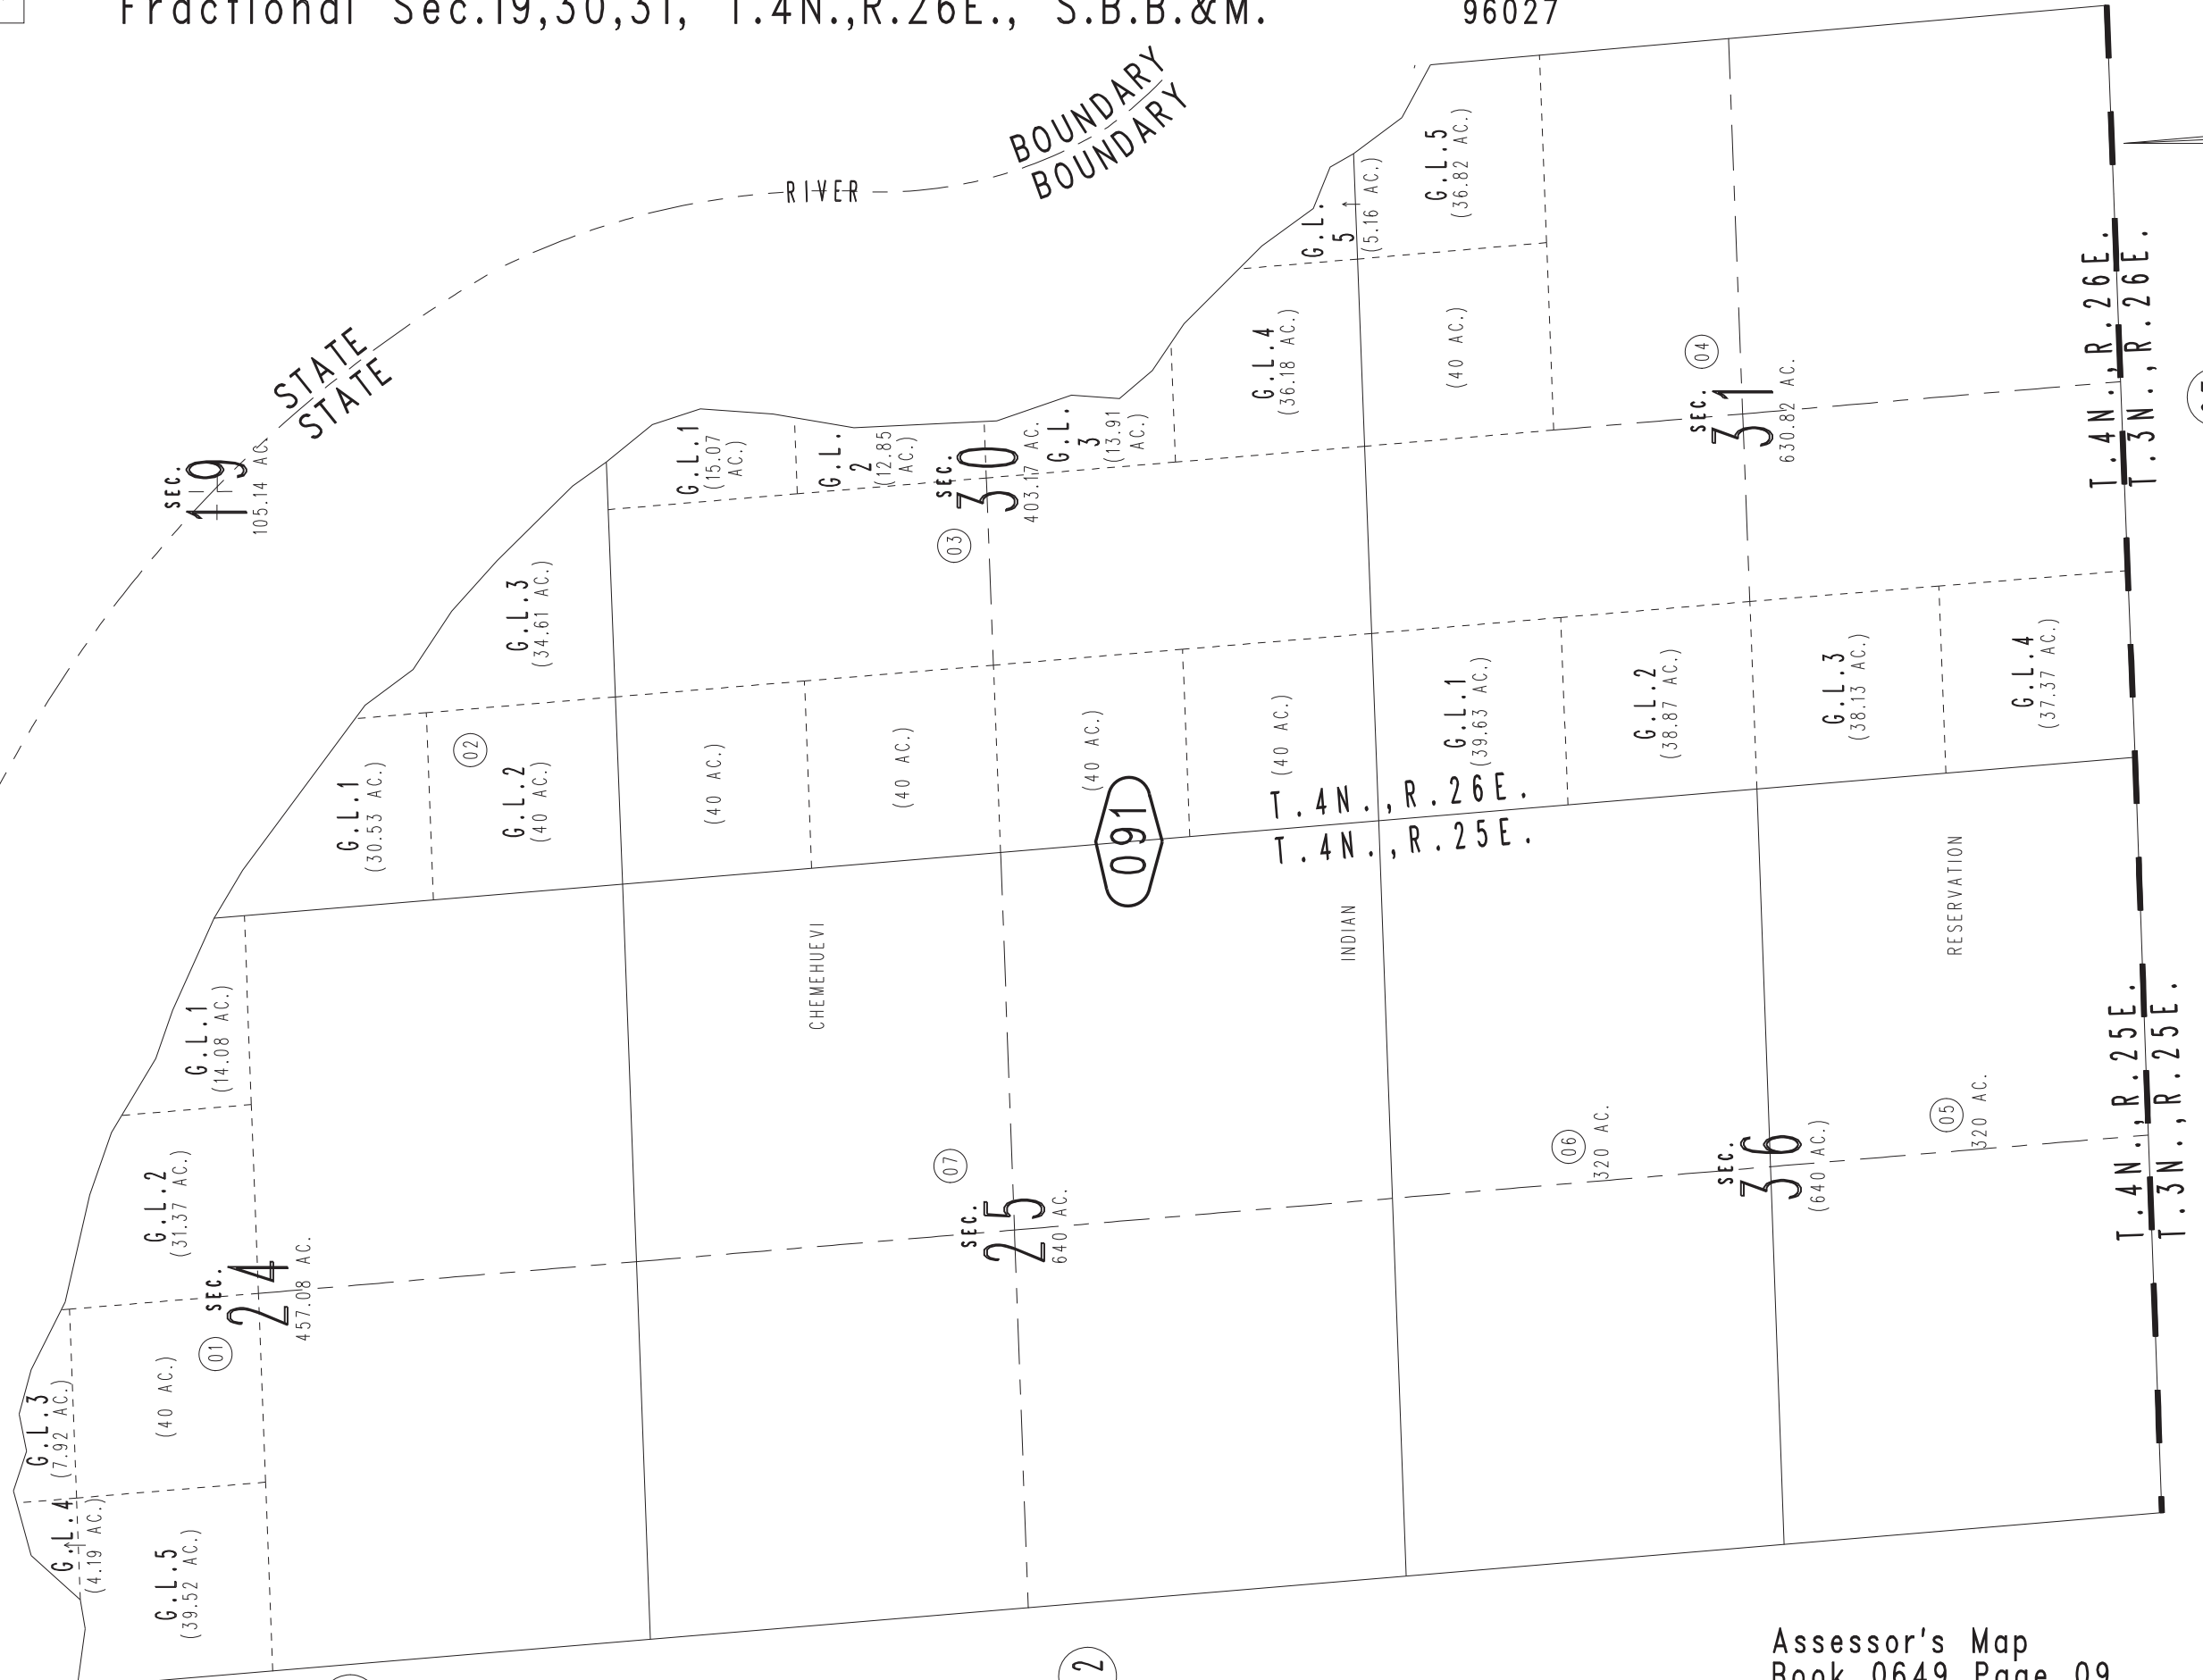 Fractional Sec.19,30,31, T.4N.,R.26E., S.B.B.&M.
96027
BOUNDARY
BOUNDARY
RIVER
STATE
STATE
SEC.
19
105.14 AC.
G.L.5
(36.82 AC.)
G.L.
5
(5.16 AC.)
G.L.4
(36.18 AC.)
(40 AC.)
04
SEC.
31
630.82 AC.
T.4N.,R.26E.
T.3N.,R.26E.
G.L.1
(15.07
AC.)
G.L.
2
(12.85
AC.)
SEC.
30
403.17 AC.
03
G.L.
3
(13.91
AC.)
G.L.3
(34.61 AC.)
G.L.1
(30.53 AC.)
02
G.L.2
(40 AC.)
(40 AC.)
(40 AC.)
(40 AC.)
(40 AC.)
G.L.1
(39.63 AC.)
G.L.2
(38.87 AC.)
G.L.3
(38.13 AC.)
G.L.4
(37.37 AC.)
091
T.4N.,R.26E.
T.4N.,R.25E.
CHEMEHUEVI
INDIAN
RESERVATION
G.L.1
(14.08 AC.)
G.L.2
(31.37 AC.)
SEC.
24
457.08 AC.
01
(40 AC.)
G.L.3
(7.92 AC.)
G.L.4
(4.19 AC.)
G.L.5
(39.52 AC.)
07
SEC.
25
640 AC.
06
320 AC.
SEC.
36
(640 AC.)
05
320 AC.
T.4N.,R.25E.
T.3N.,R.25E.
2
Assessor's Map
Book 0649 Page 09